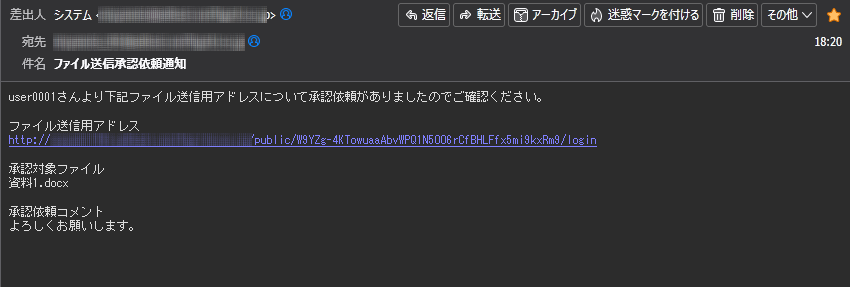 差出人 システム < p>
返信 転送 アーカイブ 迷惑マークを付ける 削除 その他
宛先
18:20
件名 ファイル送信承認依頼通知
user0001さんより下記ファイル送信用アドレスについて承認依頼がありましたのでご確認ください。
ファイル送信用アドレス
http:// /public/W9YZg-4KTowuaaAbvWPQ1N5OO6rCfBHLFfx5mi9kxRm9/login
承認対象ファイル
資料1.docx
承認依頼コメント
よろしくお願いします。